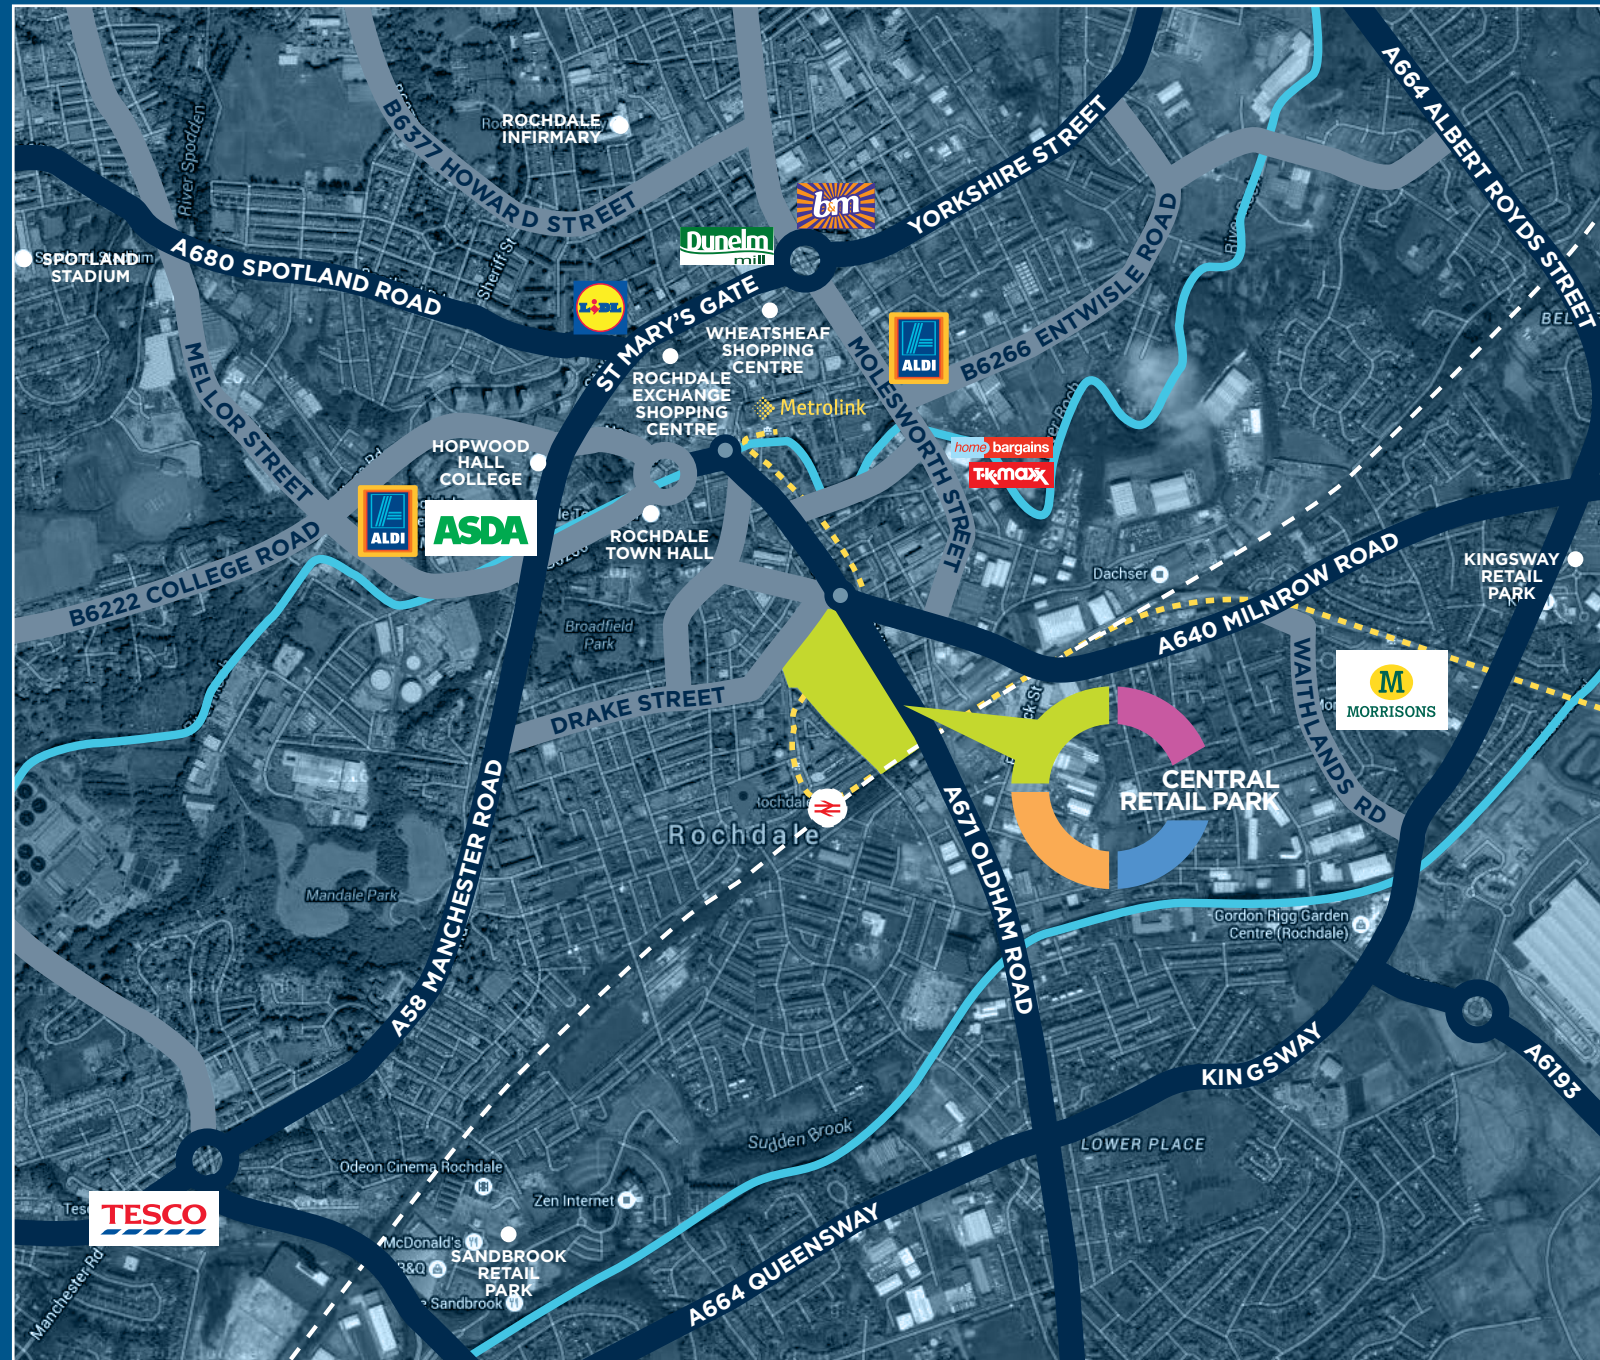 A664 ALBERT ROYDS STREET
ROCHDALE
INFIRMARY
B6377 HOWARD STREET
River Spodden
b&m
YORKSHIRE STREET
Dunelm
mill
SPOTLAND
STADIUM
A680 SPOTLAND ROAD
Sheriff St
LIDL
ST MARY'S GATE
WHEATSHEAF
SHOPPING
CENTRE
ALDI
B6266 ENTWISLE ROAD
MOLESWORTH STREET
MELLOR STREET
ROCHDALE
EXCHANGE
SHOPPING
CENTRE
Metrolink
HOPWOOD
HALL
COLLEGE
home bargains
TK maxx
ALDI
ASDA
ROCHDALE
TOWN HALL
B6222 COLLEGE ROAD
Dachser
A640 MILNROW ROAD
KINGSWAY
RETAIL
PARK
Broadfield
Park
WAITHLANDS RD
M
MORRISONS
DRAKE STREET
CENTRAL
RETAIL PARK
Rochdale
Rochdale
A58 MANCHESTER ROAD
A671 OLDHAM ROAD
Mandale Park
Gordon Rigg Garden
Centre (Rochdale)
KINGSWAY
A6193
Sudden Brook
LOWER PLACE
Odeon Cinema Rochdale
Zen Internet
TESCO
McDonald's
B&Q
SANDBROOK
RETAIL
PARK
Sandbrook
Manchester Rd
A664 QUEENSWAY